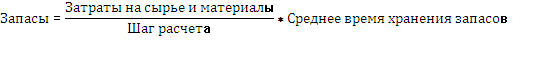 Затраты на сырье и материалы
Запасы = * Среднее время хранения запасов
Шаг расчета